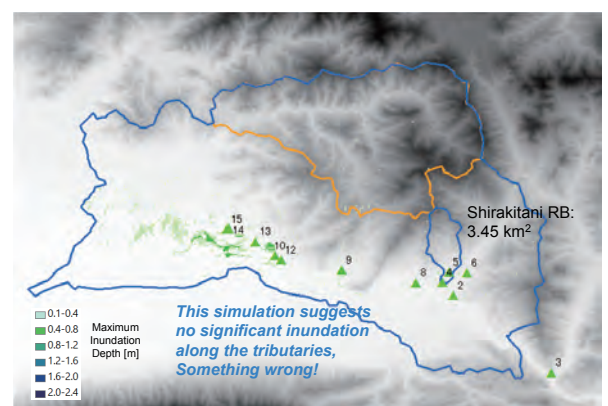 Shirakitani RB:
3.45 km²
15
14
13
10
12
9
5
6
4
8
2
3
This simulation suggests
no significant inundation
along the tributaries,
Something wrong!
Maximum
Inundation
Depth [m]
0.1-0.4
0.4-0.8
0.8-1.2
1.2-1.6
1.6-2.0
2.0-2.4